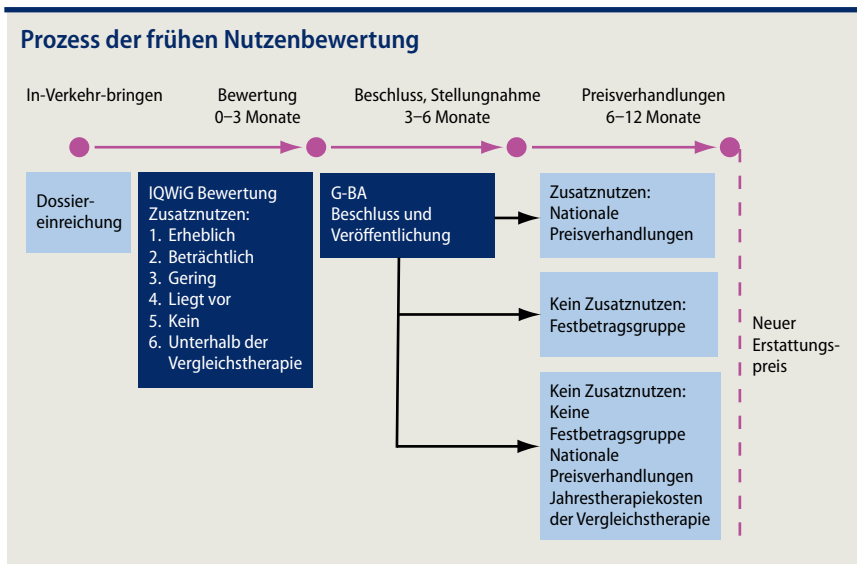 Prozess der frühen Nutzenbewertung
In-Verkehr-bringen
Bewertung
0–3 Monate
Beschluss, Stellungnahme
3–6 Monate
Preisverhandlungen
6–12 Monate
Dossier-
einreichung
IQWiG Bewertung
Zusatznutzen:
1. Erheblich
2. Beträchtlich
3. Gering
4. Liegt vor
5. Kein
6. Unterhalb der
Vergleichstherapie
G-BA
Beschluss und
Veröffentlichung
Zusatznutzen:
Nationale
Preisverhandlungen
Kein Zusatznutzen:
Festbetragsgruppe
Kein Zusatznutzen:
Keine
Festbetragsgruppe
Nationale
Preisverhandlungen
Jahrestherapiekosten
der Vergleichstherapie
Neuer
Erstattungs-
preis